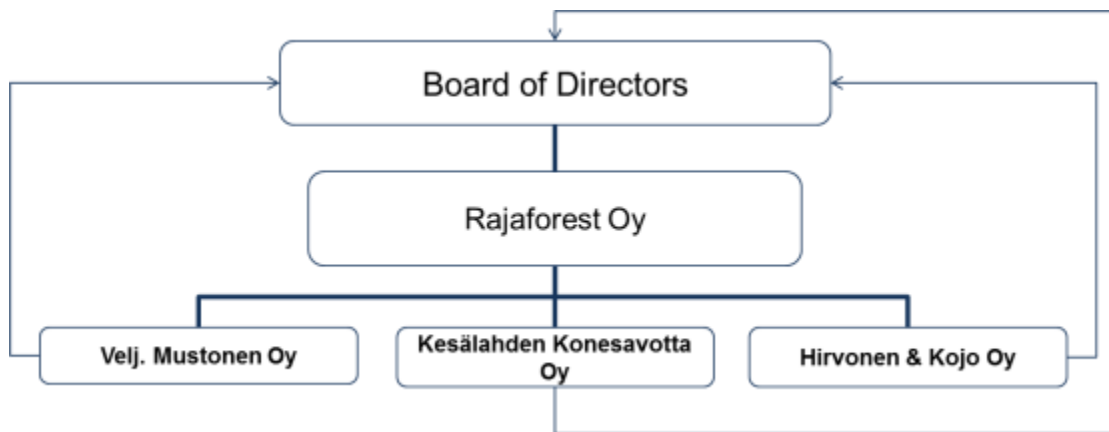 Board of Directors
Rajaforest Oy
Velj. Mustonen Oy
Kesälahden Konesavotta
Oy
Hirvonen & Kojo Oy